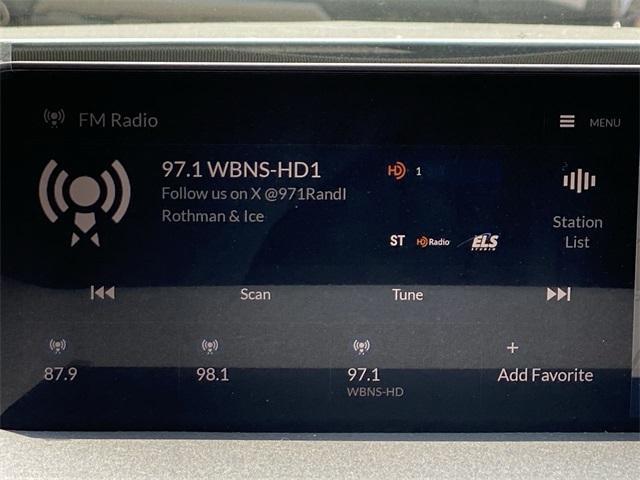 FM Radio
MENU
97.1 WBNS-HD1
HD 1
Follow us on X @971RandI
Rothman & Ice
Station
List
ST HD Radio ELS
STUDIO
Scan Tune
87.9 98.1 97.1 Add Favorite
WBNS-HD